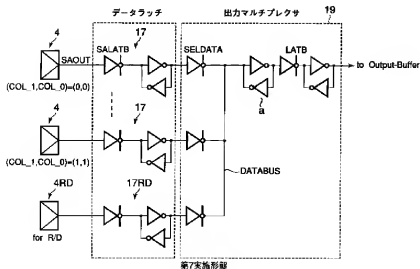 データラッチ
出力マルチプレクサ
19
4
SAOUT
SALATB
17
SELDATA
LATB
to Output-Buffer
(COL_1,COL_0)=(0,0)
a
4
17
(COL_1,COL_0)=(1,1)
DATABUS
4RD
17RD
for R/D
第7実施形態